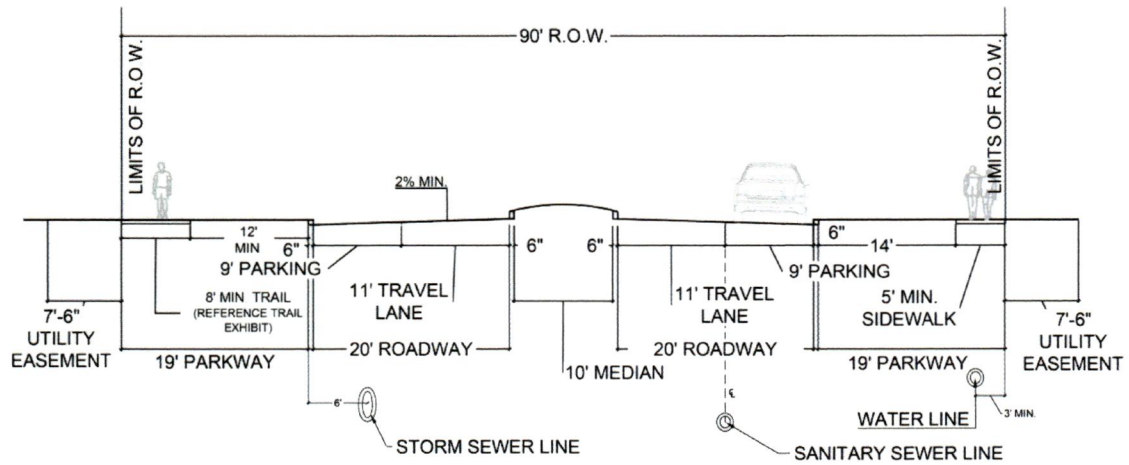 90' R.O.W.
LIMITS OF R.O.W.
LIMITS OF R.O.W.
2% MIN.
12'
MIN
6"
9' PARKING
6"
6"
9' PARKING
6"
14'
8' MIN TRAIL
(REFERENCE TRAIL
EXHIBIT)
11' TRAVEL
LANE
11' TRAVEL
LANE
5' MIN.
SIDEWALK
7'-6"
UTILITY
EASEMENT
7'-6"
UTILITY
EASEMENT
19' PARKWAY
20' ROADWAY
10' MEDIAN
20' ROADWAY
19' PARKWAY
6'
STORM SEWER LINE
℄
SANITARY SEWER LINE
WATER LINE
3' MIN.